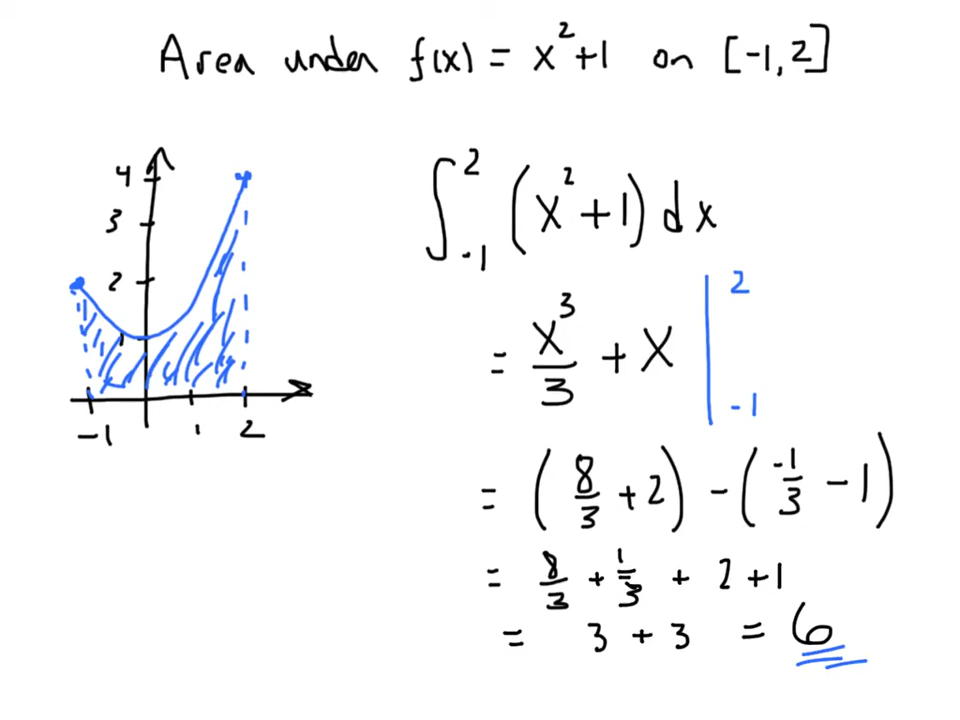 Area under f(x) = x²+1 on [-1,2]
4
3
2
1
-1 1 2
∫₋₁² (x²+1) dx
= x³/3 + x |₋₁²
= (8/3 + 2) - (-1/3 - 1)
= 8/3 + 1/3 + 2 + 1
= 3 + 3 = 6